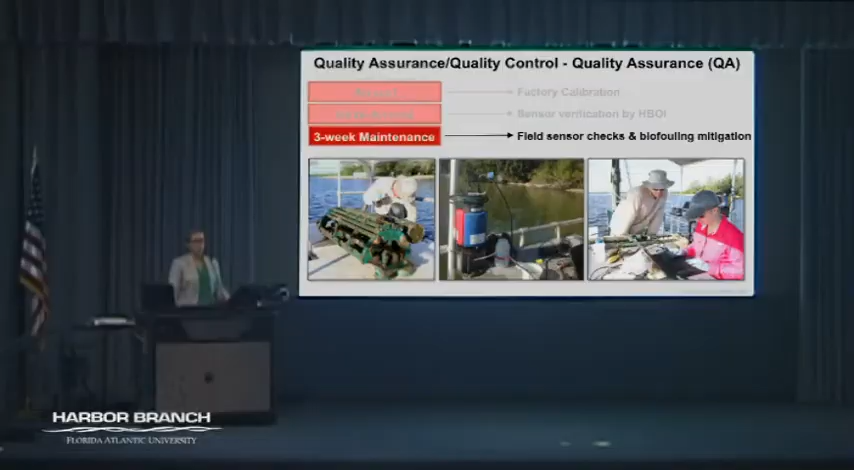 Quality Assurance/Quality Control - Quality Assurance (QA)
Factory Calibration
Sensor verification by HBOI
3-week Maintenance
Field sensor checks & biofouling mitigation
HARBOR BRANCH
FLORIDA ATLANTIC UNIVERSITY